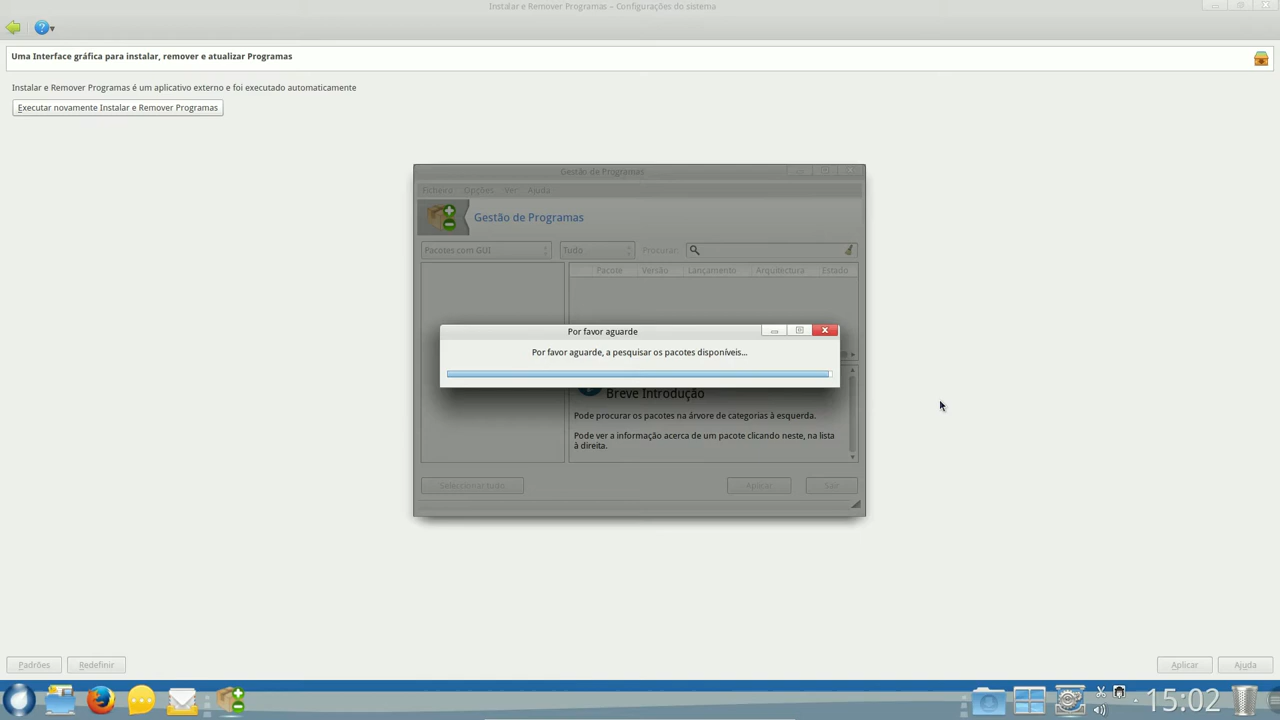 Instalar e Remover Programas – Configurações do sistema
Uma Interface gráfica para instalar, remover e atualizar Programas
Instalar e Remover Programas é um aplicativo externo e foi executado automaticamente
Executar novamente Instalar e Remover Programas
Gestão de Programas
Ficheiro Opções Ver Ajuda
Gestão de Programas
Pacotes com GUI Tudo Procurar:
Pacote Versão Lançamento Arquitectura Estado
Por favor aguarde
Por favor aguarde, a pesquisar os pacotes disponíveis...
Breve Introdução
Pode procurar os pacotes na árvore de categorias à esquerda.
Pode ver a informação acerca de um pacote clicando neste, na lista
à direita.
Seleccionar tudo Aplicar Sair
Padrões Redefinir Aplicar Ajuda
15:02